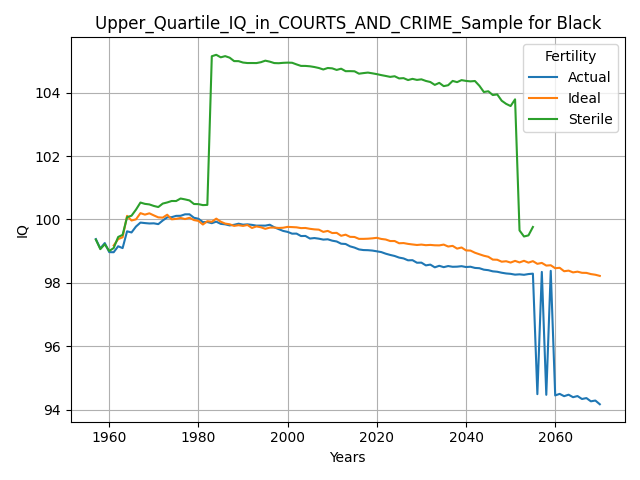 Upper_Quartile_IQ_in_COURTS_AND_CRIME_Sample for Black
Fertility
Actual
Ideal
Sterile
IQ
104
102
100
98
96
94
1960
1980
2000
2020
2040
2060
Years